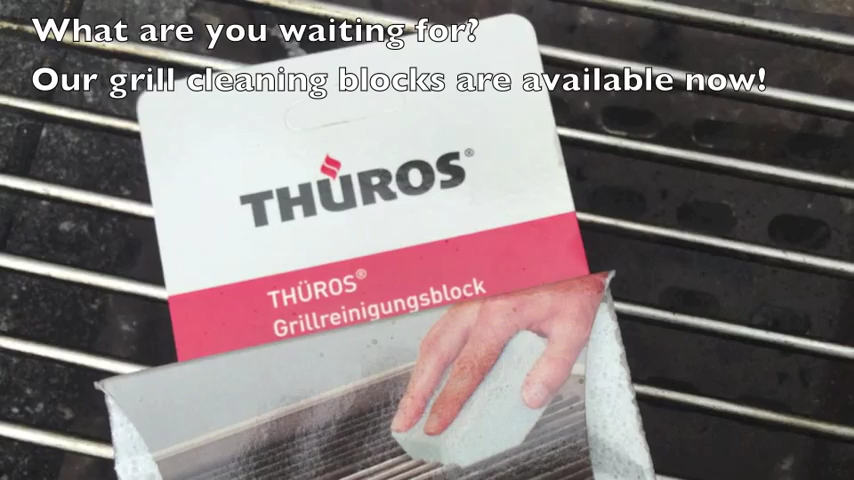 What are you waiting for?
Our grill cleaning blocks are available now!
THÜROS®
THÜROS®
Grillreinigungsblock